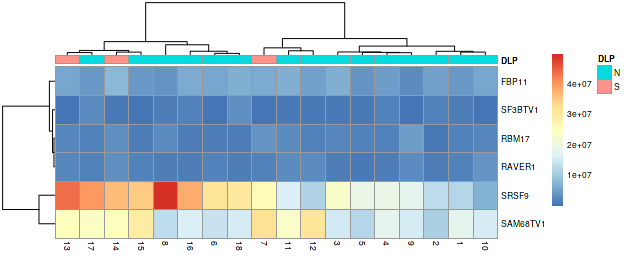 DLP
FBP11
SF3BTV1
RBM17
RAVER1
SRSF9
SAM68TV1
13 17 14 15 8 16 6 18 7 11 12 3 5 4 9 2 1 10
4e+07
3e+07
2e+07
1e+07
DLP
N
S